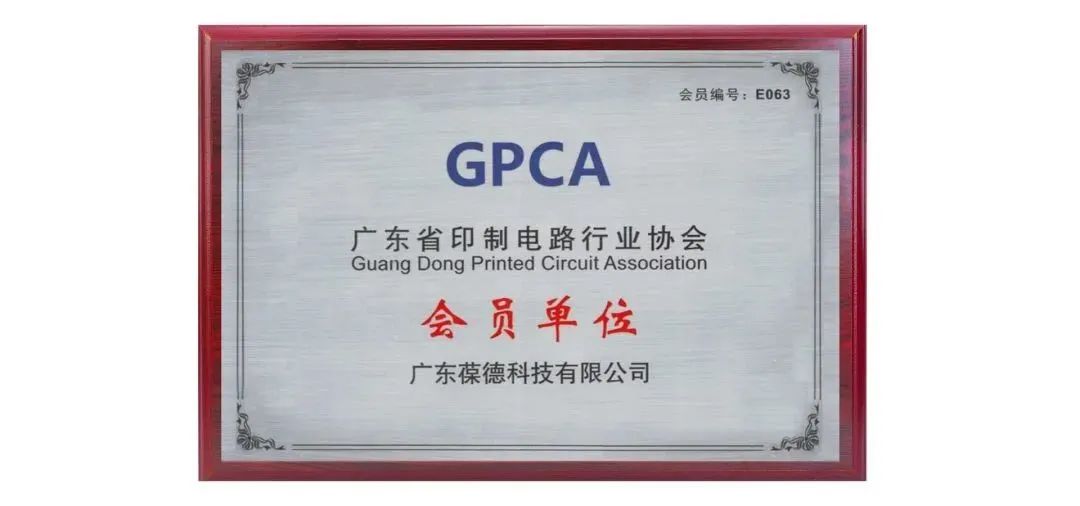 会员编号：E063
GPCA
广东省印制电路行业协会
Guang Dong Printed Circuit Association
会员单位
广东葆德科技有限公司